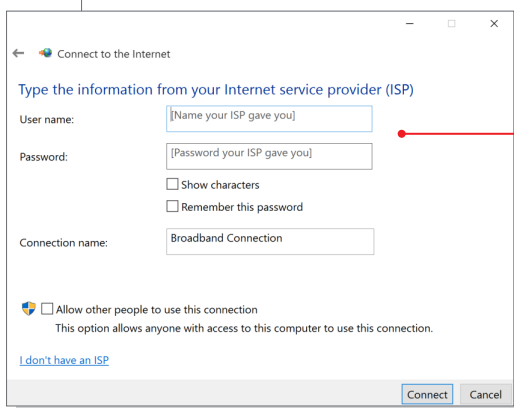 Connect to the Internet
Type the information from your Internet service provider (ISP)
User name:
[Name your ISP gave you]
Password:
[Password your ISP gave you]
Show characters
Remember this password
Connection name:
Broadband Connection
Allow other people to use this connection
This option allows anyone with access to this computer to use this connection.
I don't have an ISP
Connect
Cancel